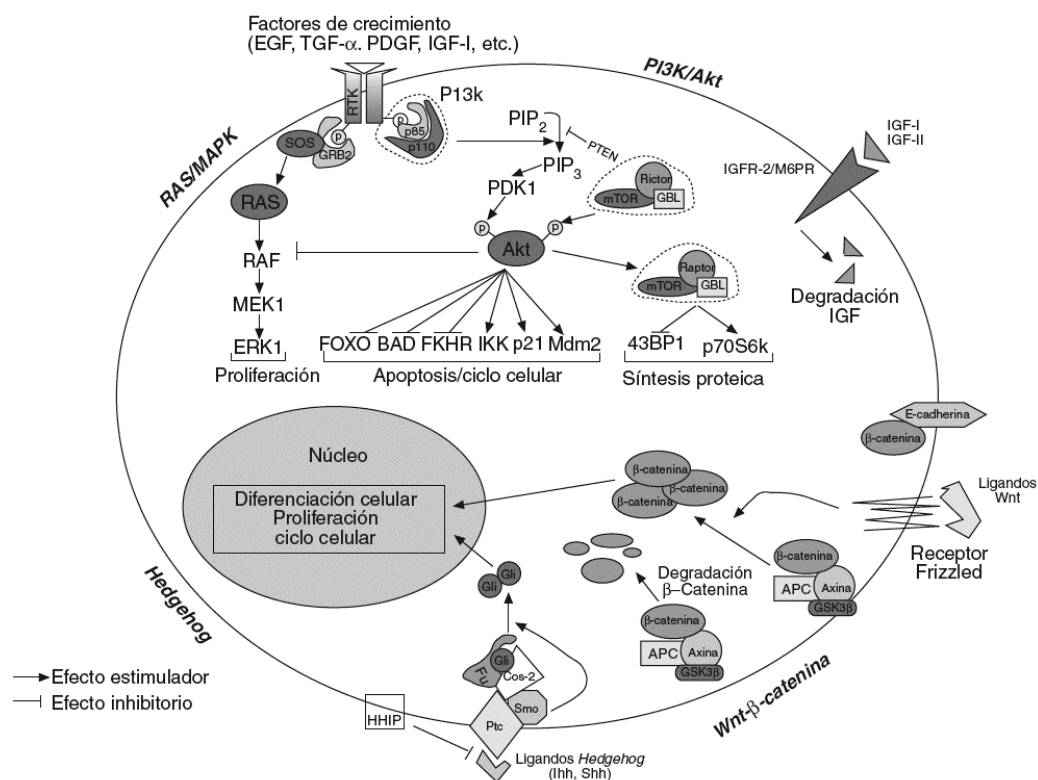 Factores de crecimiento
(EGF, TGF-α. PDGF, IGF-I, etc.)
PI3K/Akt
RAS/MAPK
RTK
P13k
p
p85
p110
SOS
p
GRB2
PIP2
PTEN
PIP3
PDK1
Rictor
mTOR
GBL
IGF-I
IGF-II
IGFR-2/M6PR
RAS
p
p
Akt
RAF
Raptor
mTOR
GBL
MEK1
Degradación
IGF
ERK1
FOXO BAD FKHR IKK p21 Mdm2
43BP1
p70S6k
Proliferación
Apoptosis/ciclo celular
Síntesis proteica
E-cadherina
β-catenina
Núcleo
Diferenciación celular
Proliferación
ciclo celular
β-catenina
β-catenina
β-catenina
Ligandos
Wnt
Receptor
Frizzled
β-catenina
APC
Axina
GSK3β
Degradación
β–Catenina
β-catenina
APC
Axina
GSK3β
Gli
Gli
Hedgehog
Wnt-β-catenina
Gli
Fu
Cos-2
Smo
Ptc
HHIP
Efecto estimulador
Efecto inhibitorio
Ligandos Hedgehog
(Ihh, Shh)